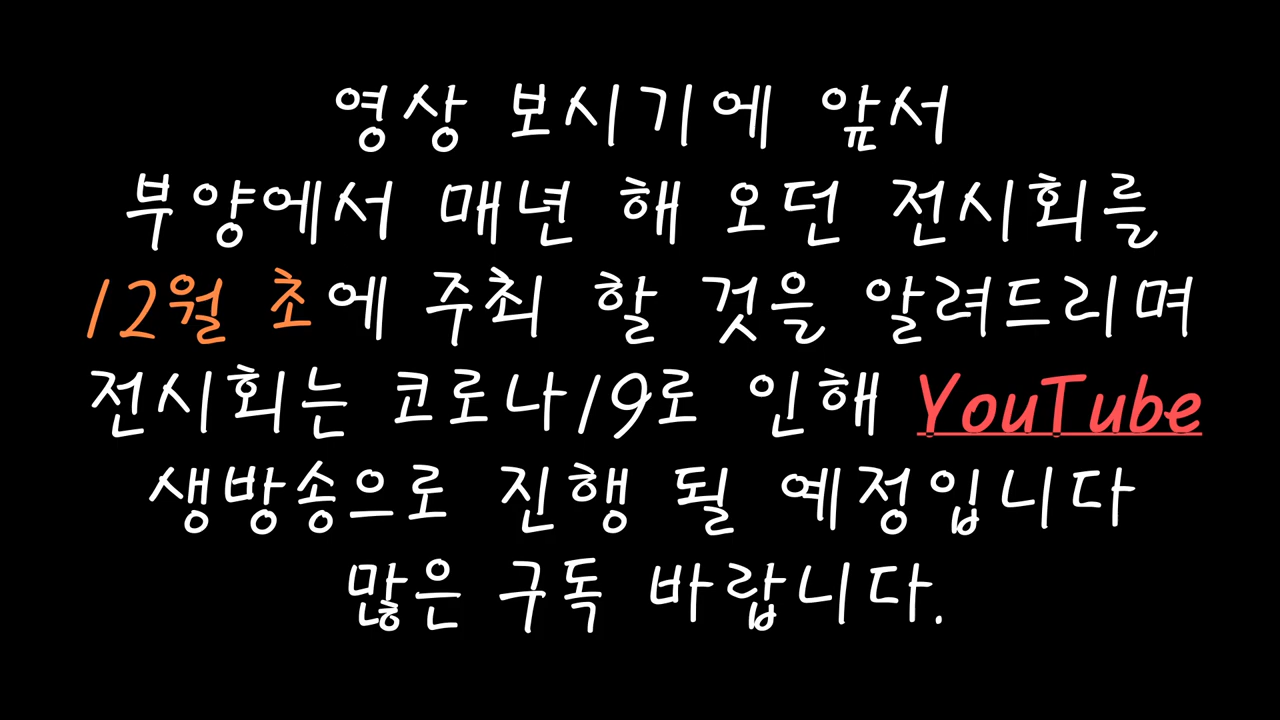 영상 보시기에 앞서
부양에서 매년 해 오던 전시회를
12월 초에 주최 할 것을 알려드리며
전시회는 코로나19로 인해 YouTube
생방송으로 진행 될 예정입니다
많은 구독 바랍니다.